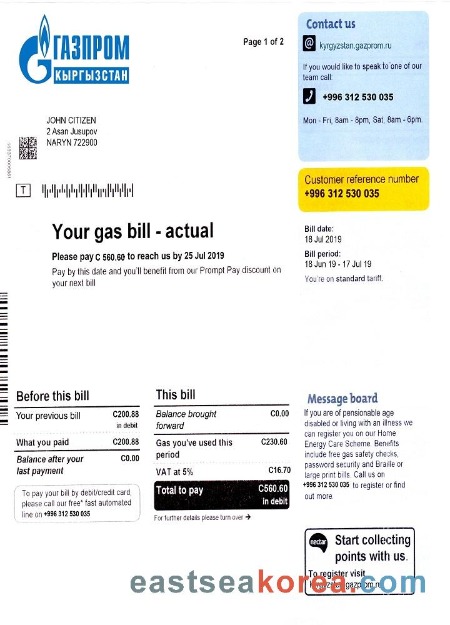 ГАЗПРОМ
КЫРГЫЗСТАН
Page 1 of 2
Contact us
@ kyrgyzstan.gazprom.ru
If you would like to speak to one of our
team call:
+996 312 530 035
Mon - Fri, 8am - 8pm, Sat, 8am - 6pm.
JOHN CITIZEN
2 Asan Jusupov
NARYN 722900
T
Customer reference number
+996 312 530 035
Your gas bill - actual
Please pay C 560.60 to reach us by 25 Jul 2019
Pay by this date and you'll benefit from our Prompt Pay discount on
your next bill
Bill date:
18 Jul 2019
Bill period:
18 Jun 19 - 17 Jul 19
You're on standard tariff.
Before this bill
Your previous bill C200.88
in debit
What you paid C200.88
Balance after your C0.00
last payment
To pay your bill by debit/credit card,
please call our free* fast automated
line on +996 312 530 035
This bill
Balance brought C0.00
forward
Gas you've used this C230.60
period
VAT at 5% C16.70
Total to pay C560.60
in debit
For further details please turn over
Message board
If you are of pensionable age
disabled or living with an illness we
can register you on our Home
Energy Care Scheme. Benefits
include free gas safety checks,
password security and Braille or
large print bills. Call us on
+996 312 530 035 to register or find
out more.
nectar
Start collecting
points with us.
To register visit
kyrgyzstan.gazprom.ru
eastseakorea.com